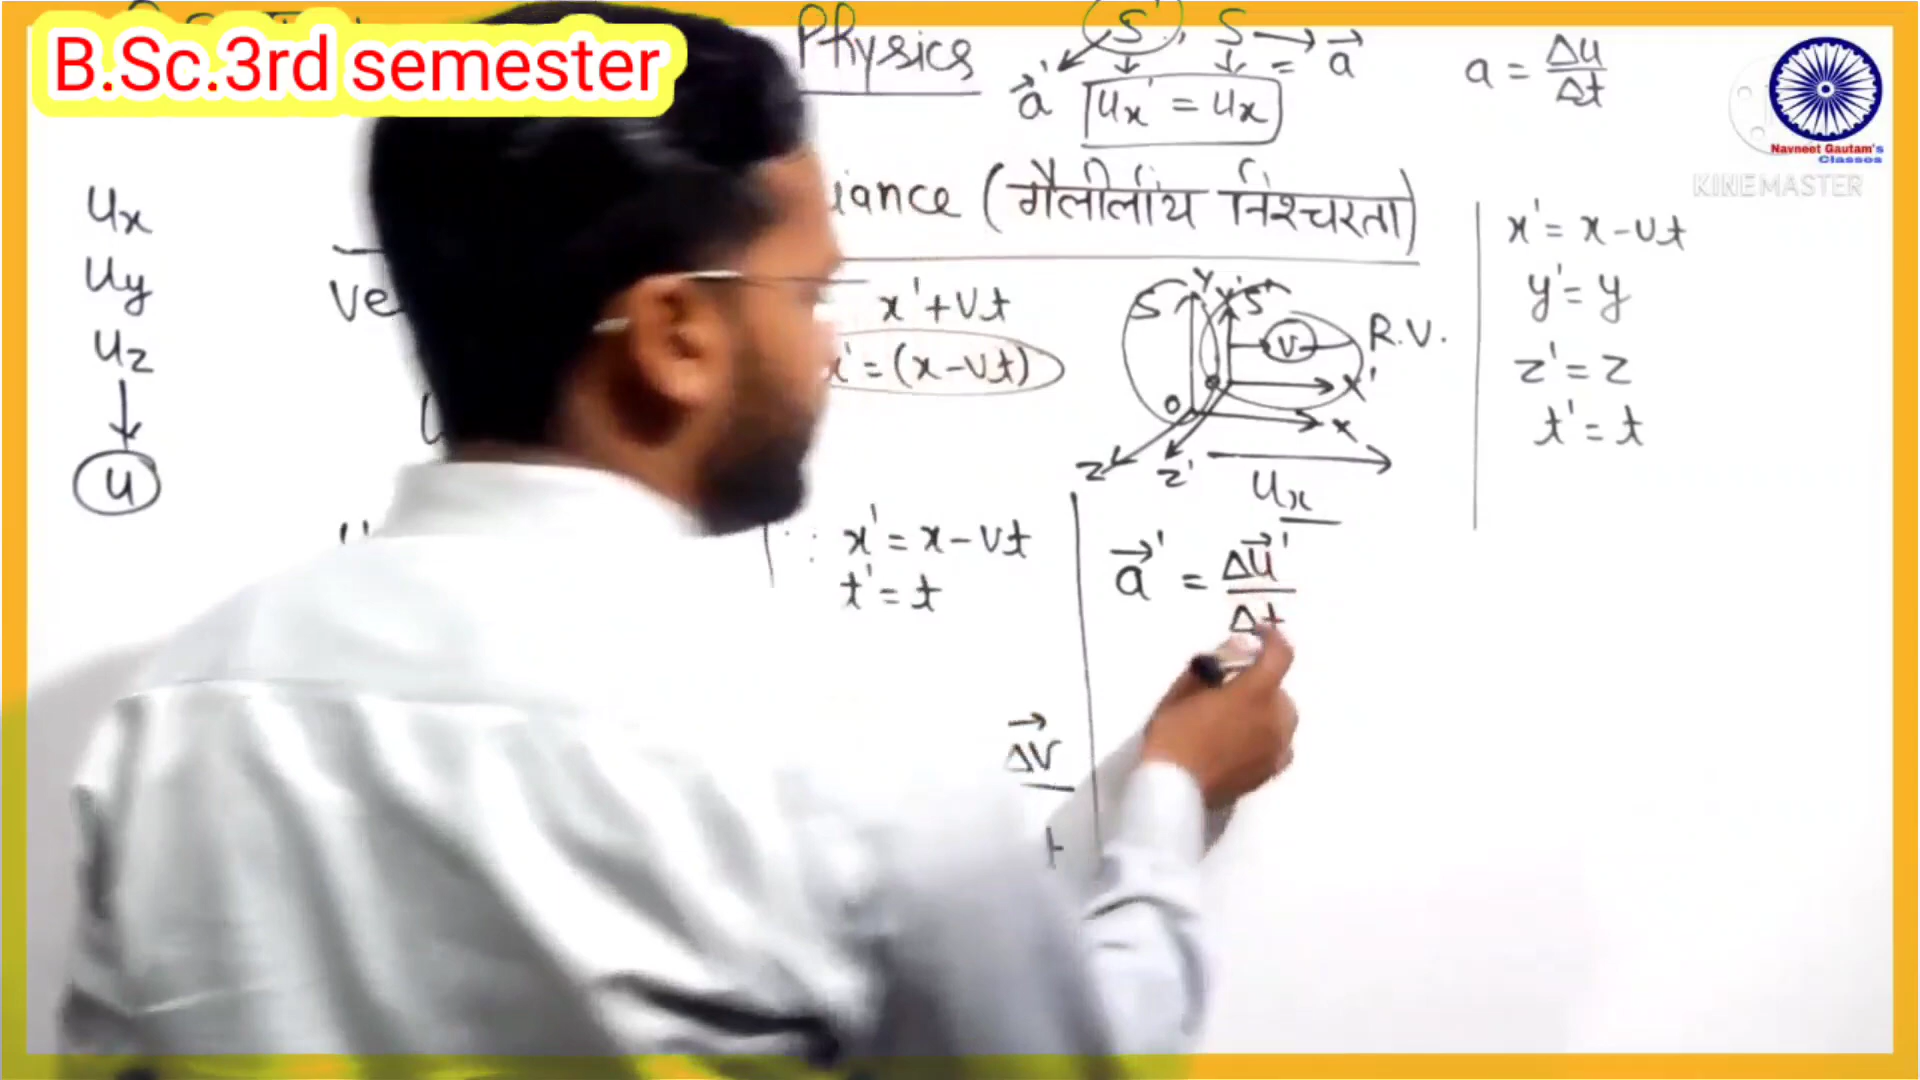 B.Sc.3rd semester
Physics
S', S → a⃗
a⃗' Ux' = Ux
a = Δu/Δt
Navneet Gautam's
Classes
KINEMASTER
iance (गैलीलीय निश्चरता)
Ux
Uy
Uz
U
Ve
x'+vt
x' = (x-vt)
S Y Y' S'
V R.V.
O X'
x
Z Z'
Ux
x' = x-vt
y' = y
z' = z
t' = t
∵ x' = x-vt
t' = t
a⃗' = Δu⃗'/Δt
ΔV⃗
t